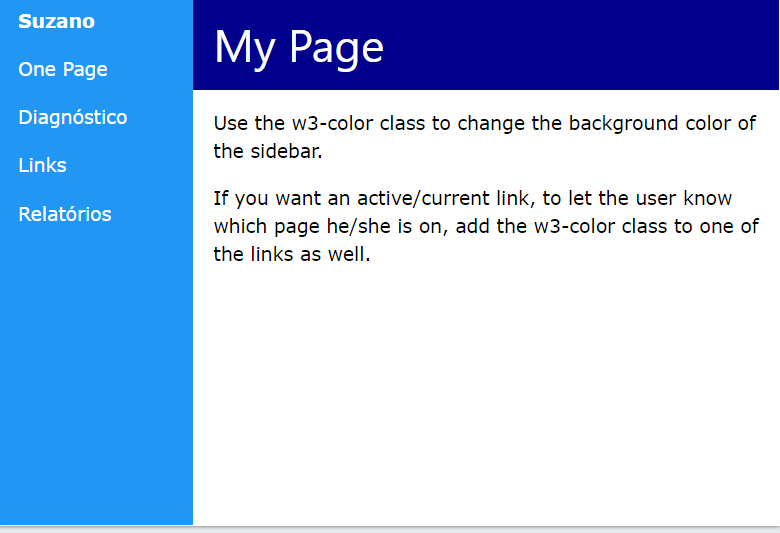 Suzano
One Page
Diagnóstico
Links
Relatórios
My Page
Use the w3-color class to change the background color of
the sidebar.
If you want an active/current link, to let the user know
which page he/she is on, add the w3-color class to one of
the links as well.